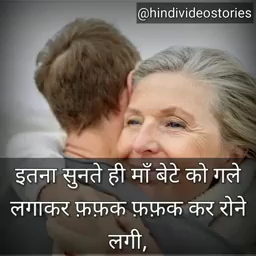 @hindivideostories
इतना सुनते ही माँ बेटे को गले
लगाकर फ़फ़क फ़फ़क कर रोने
लगी,